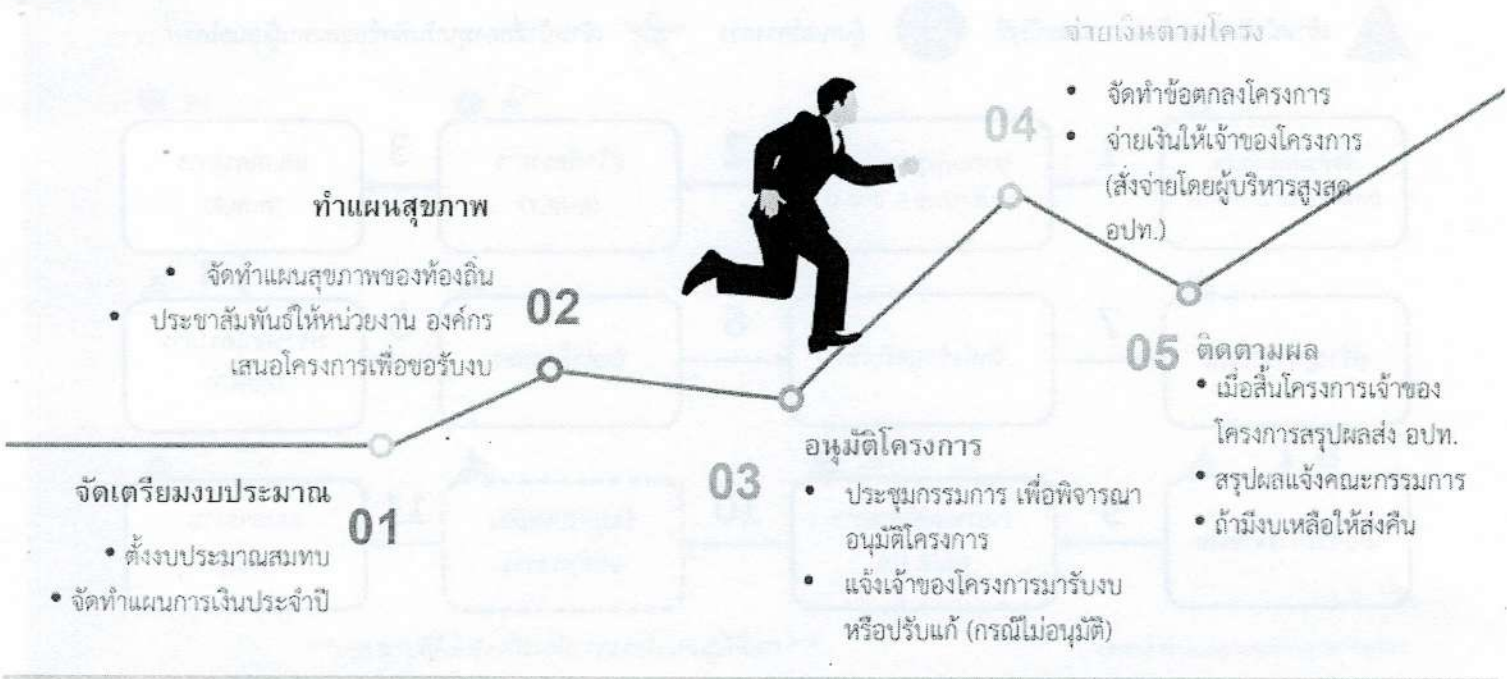 01
จัดเตรียมงบประมาณ
• ตั้งงบประมาณสมทบ
• จัดทำแผนการเงินประจำปี
02
ทำแผนสุขภาพ
• จัดทำแผนสุขภาพของท้องถิ่น
• ประชาสัมพันธ์ให้หน่วยงาน องค์กร
เสนอโครงการเพื่อขอรับงบ
03
อนุมัติโครงการ
• ประชุมกรรมการ เพื่อพิจารณา
อนุมัติโครงการ
• แจ้งเจ้าของโครงการมารับงบ
หรือปรับแก้ (กรณีไม่อนุมัติ)
04
จ่ายเงินตามโครง
• จัดทำข้อตกลงโครงการ
• จ่ายเงินให้เจ้าของโครงการ
(สั่งจ่ายโดยผู้บริหารสูงสุด
อปท.)
05
ติดตามผล
• เมื่อสิ้นโครงการเจ้าของ
โครงการสรุปผลส่ง อปท.
• สรุปผลแจ้งคณะกรรมการ
• ถ้ามีงบเหลือให้ส่งคืน